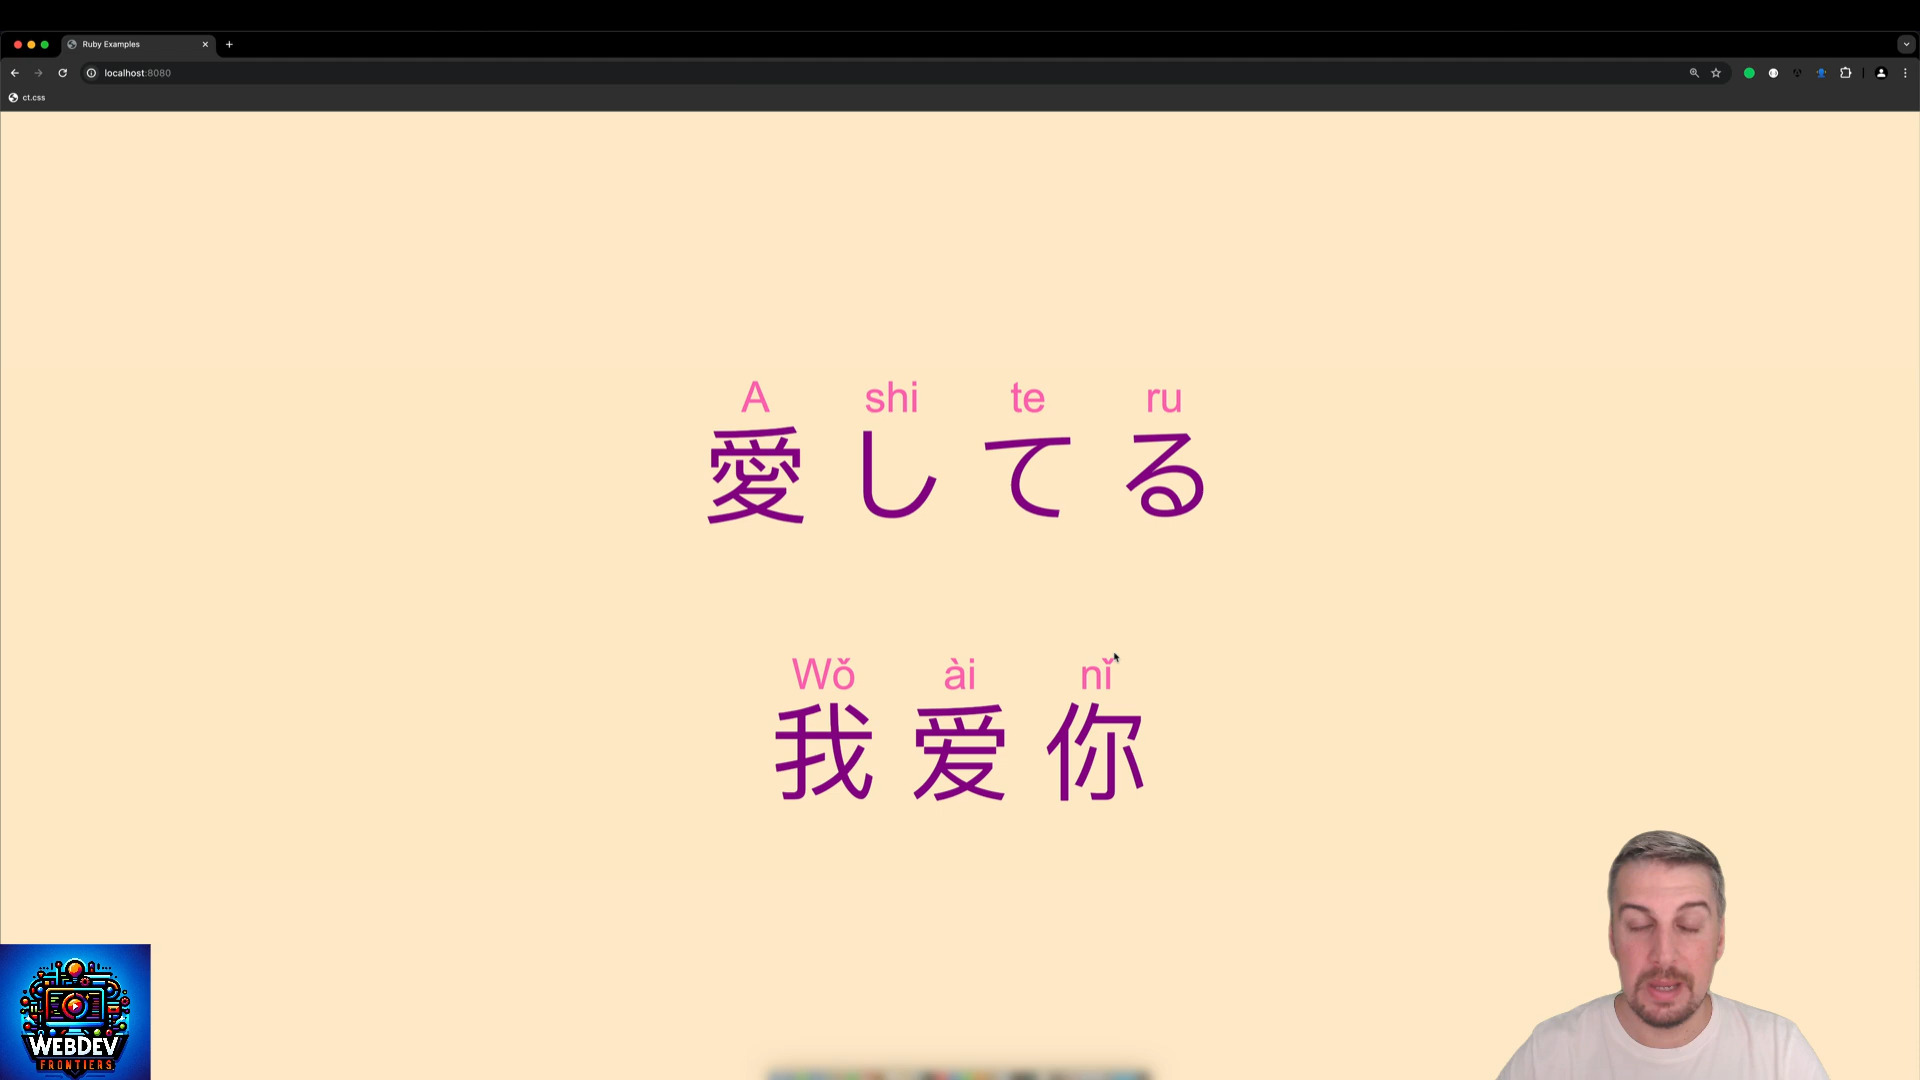 Ruby Examples
localhost:8080
ct.css
A shi te ru
愛 し て る
Wǒ ài nǐ
我 爱 你
WEBDEV
FRONTIERS